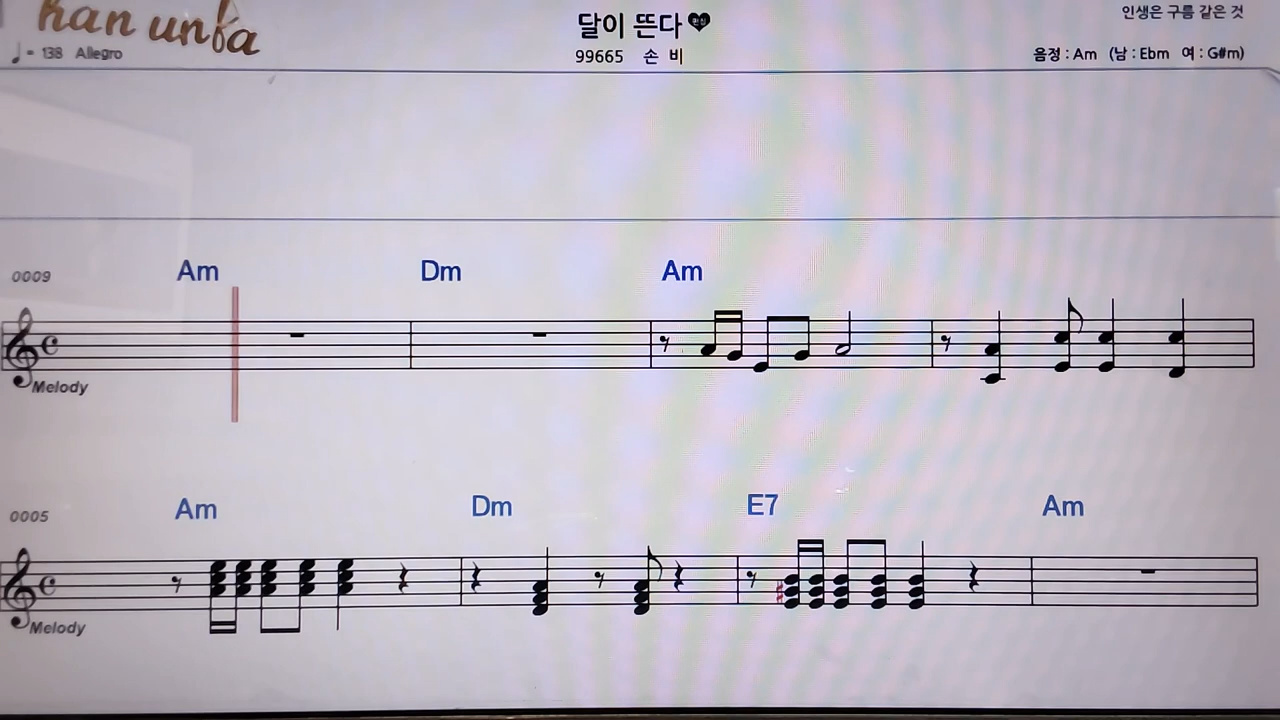 han unba
♩= 138 Allegro
달이 뜬다♥
99665 손 비
인생은 구름 같은 것
음정 : Am (남 : Ebm 여 : G#m)
0009 Am Dm Am
Melody
0005 Am Dm E7 Am
Melody